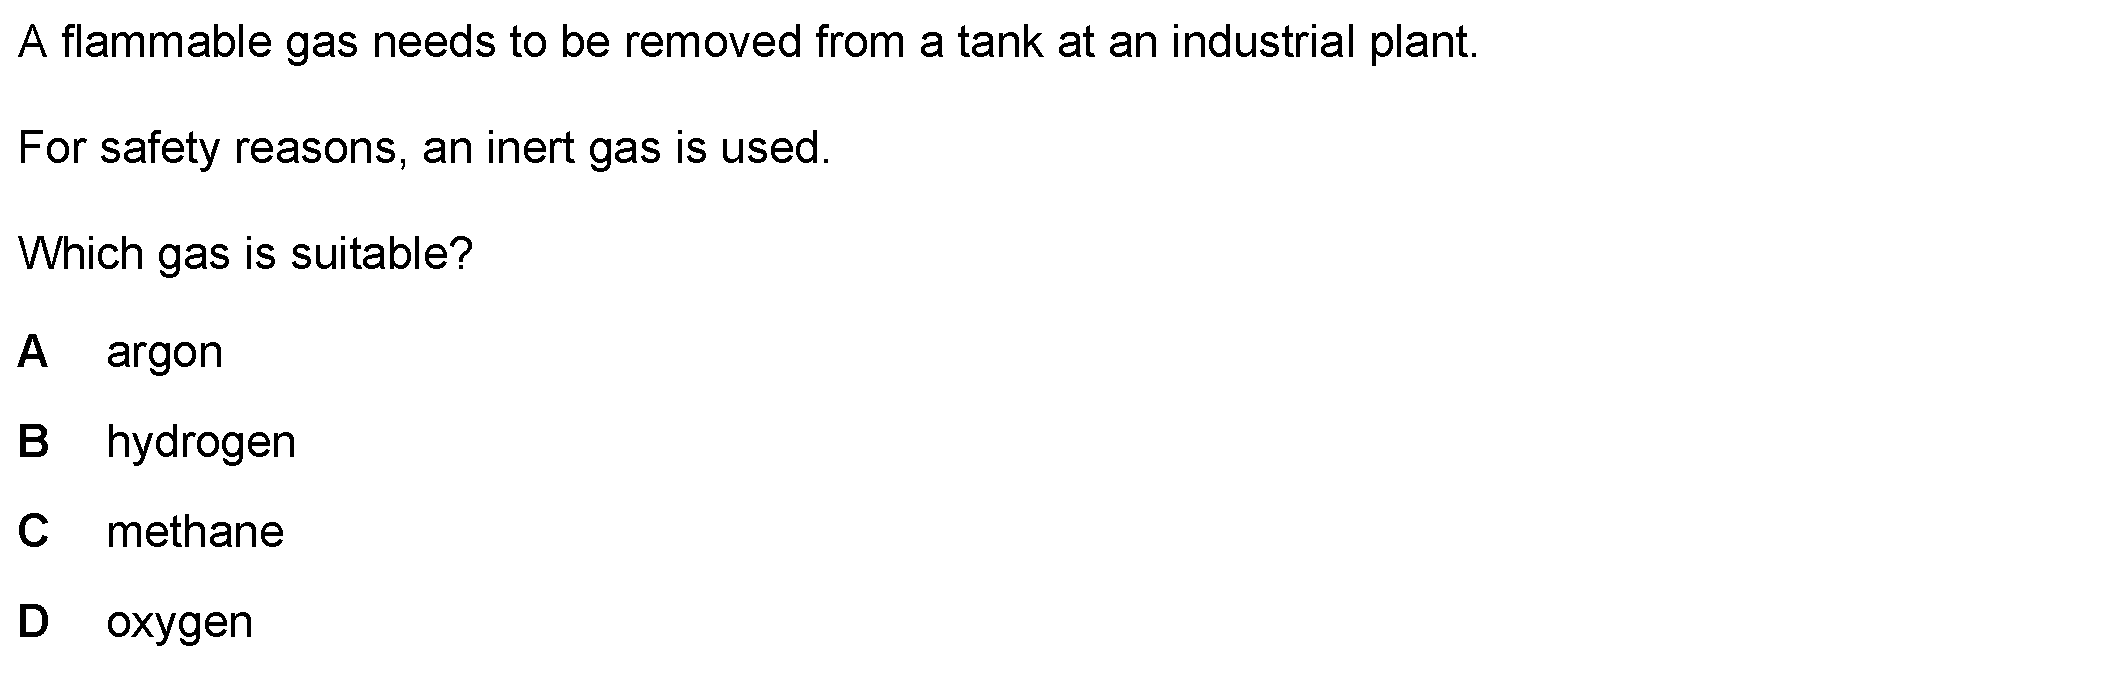 A flammable gas needs to be removed from a tank at an industrial plant.
For safety reasons, an inert gas is used.
Which gas is suitable?
A argon
B hydrogen
C methane
D oxygen